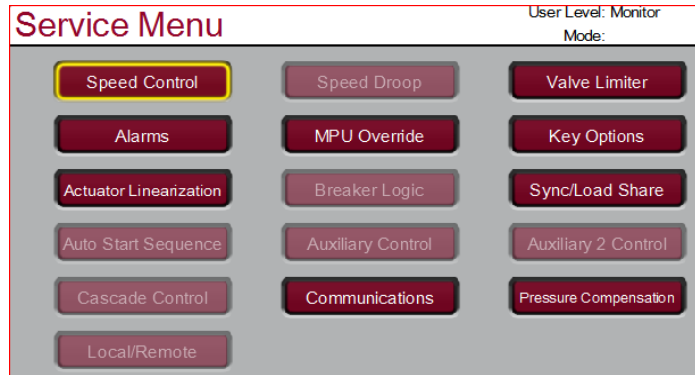 Service Menu
User Level: Monitor
Mode:
Speed Control
Speed Droop
Valve Limiter
Alarms
MPU Override
Key Options
Actuator Linearization
Breaker Logic
Sync/Load Share
Auto Start Sequence
Auxiliary Control
Auxiliary 2 Control
Cascade Control
Communications
Pressure Compensation
Local/Remote